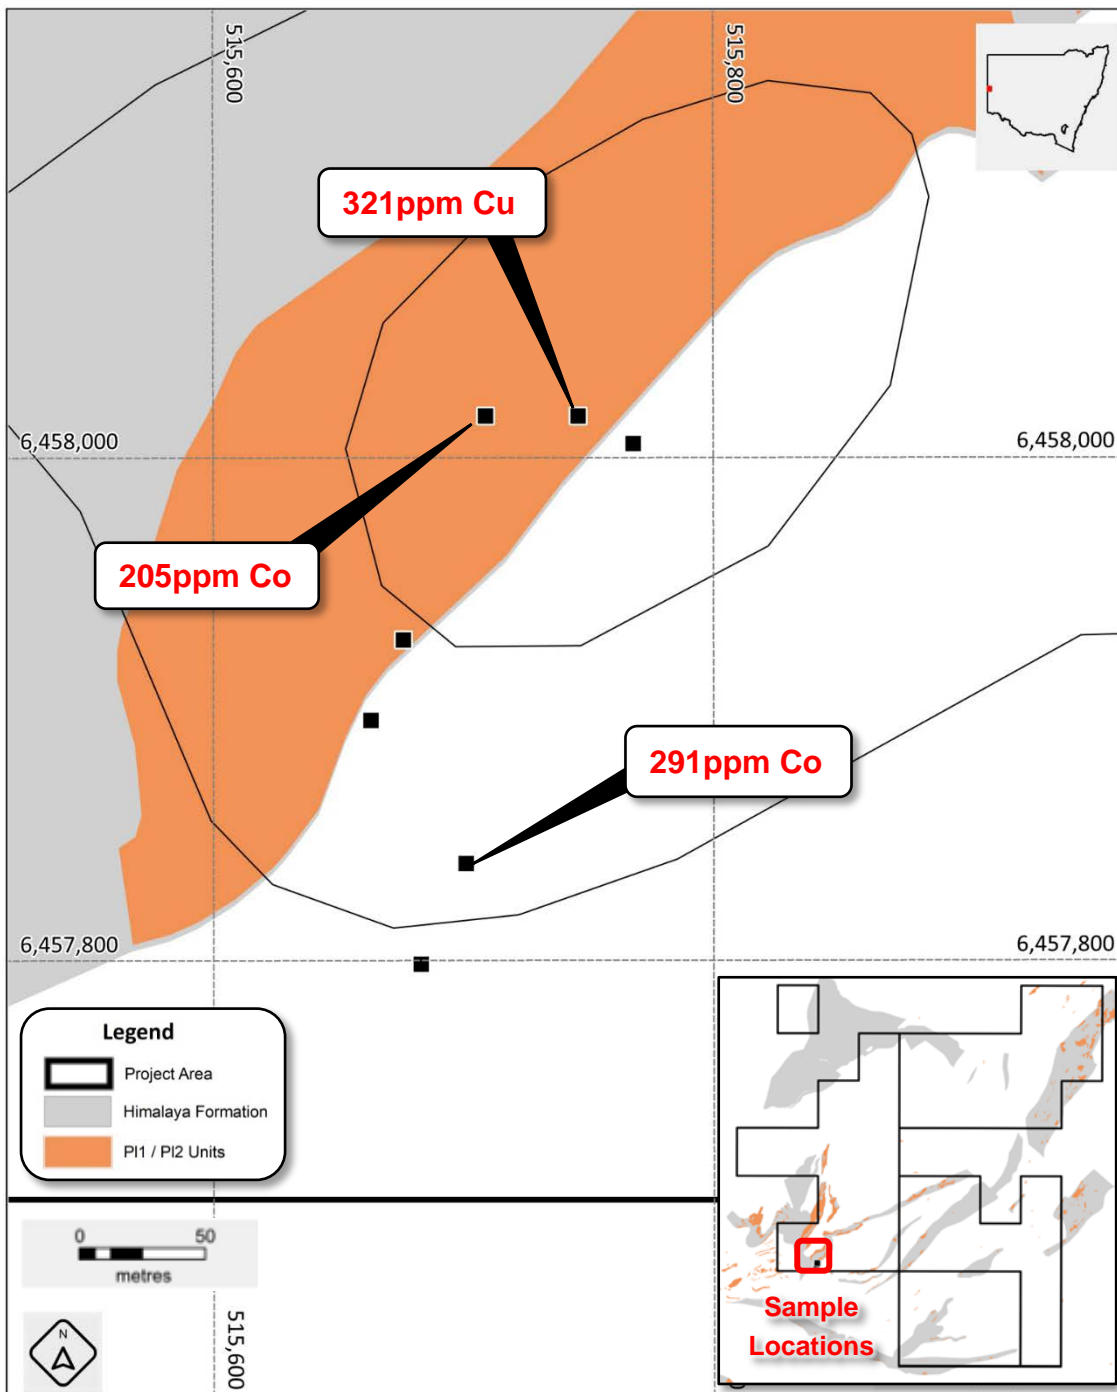 515,600
515,800
321ppm Cu
6,458,000
6,458,000
205ppm Co
291ppm Co
6,457,800
6,457,800
Legend
Project Area
Himalaya Formation
Pl1 / Pl2 Units
0 50
metres
N
515,600
Sample
Locations